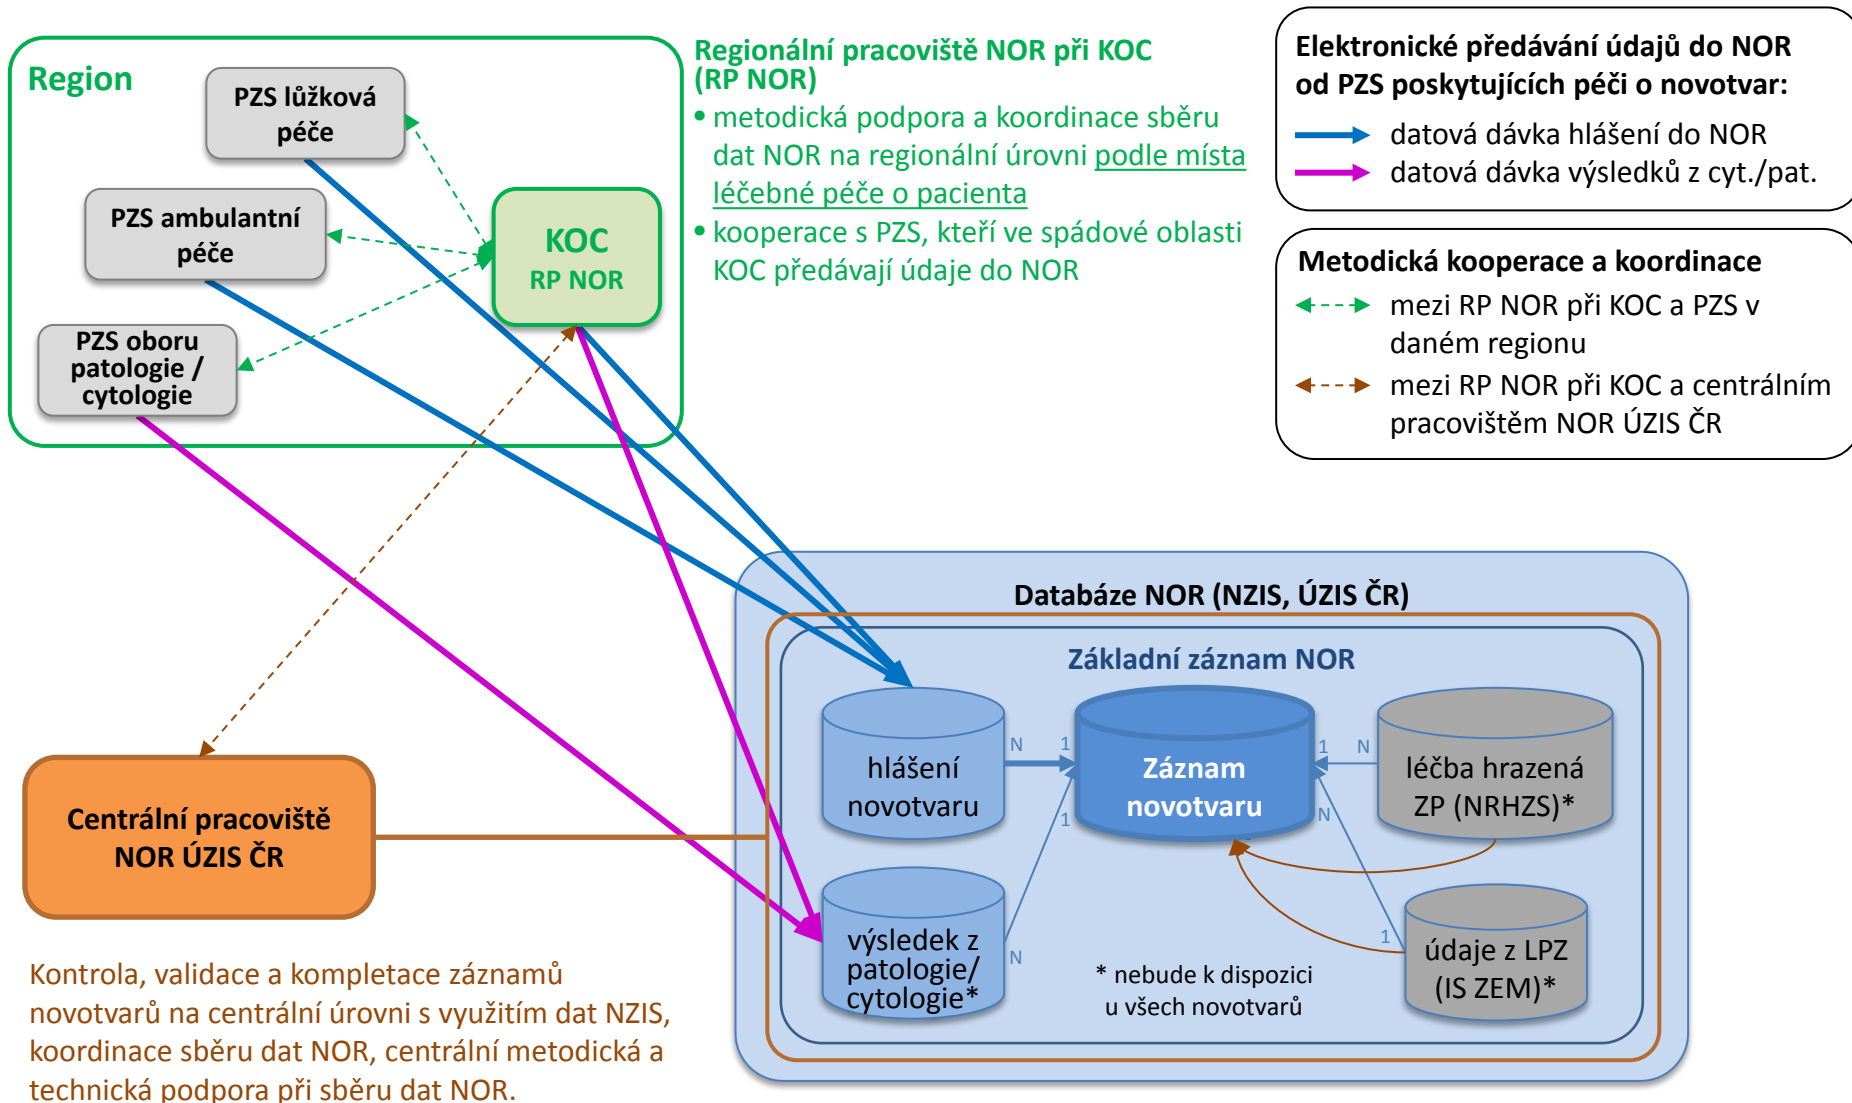 Region
PZS lůžková
péče
PZS ambulantní
péče
PZS oboru
patologie /
cytologie
KOC
RP NOR
Regionální pracoviště NOR při KOC
(RP NOR)
• metodická podpora a koordinace sběru
dat NOR na regionální úrovni podle místa
léčebné péče o pacienta
• kooperace s PZS, kteří ve spádové oblasti
KOC předávají údaje do NOR
Elektronické předávání údajů do NOR
od PZS poskytujících péči o novotvar:
datová dávka hlášení do NOR
datová dávka výsledků z cyt./pat.
Metodická kooperace a koordinace
mezi RP NOR při KOC a PZS v
daném regionu
mezi RP NOR při KOC a centrálním
pracovištěm NOR ÚZIS ČR
Databáze NOR (NZIS, ÚZIS ČR)
Základní záznam NOR
hlášení
novotvaru
N
1
Záznam
novotvaru
1
N
léčba hrazená
ZP (NRHZS)*
1
N
výsledek z
patologie/
cytologie*
N
1
údaje z LPZ
(IS ZEM)*
* nebude k dispozici
u všech novotvarů
Centrální pracoviště
NOR ÚZIS ČR
Kontrola, validace a kompletace záznamů
novotvarů na centrální úrovni s využitím dat NZIS,
koordinace sběru dat NOR, centrální metodická a
technická podpora při sběru dat NOR.